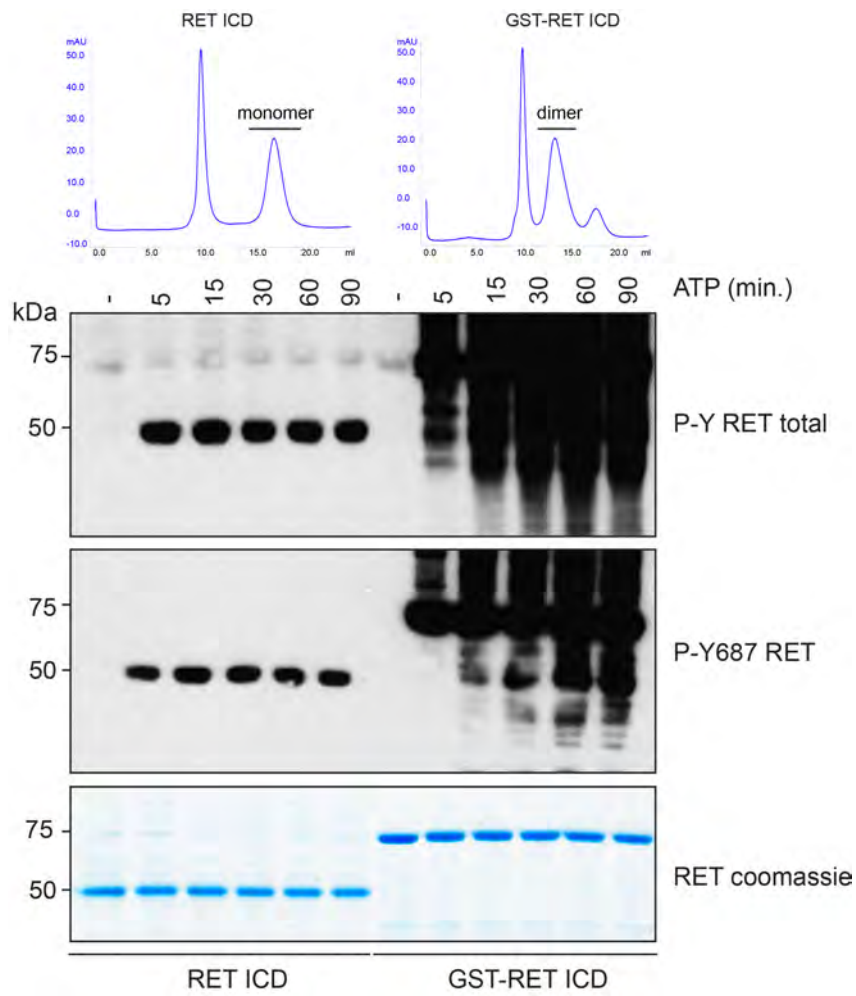 RET ICD GST-RET ICD
mAU mAU
50.0 50.0
40.0 40.0
monomer dimer
30.0 30.0
20.0 20.0
10.0 10.0
0.0 0.0
-10.0 -10.0
0.0 5.0 10.0 15.0 20.0 ml 0.0 5.0 10.0 15.0 ml
kDa - 5 15 30 60 90 - 5 15 30 60 90 ATP (min.)
75
50 P-Y RET total
75
P-Y687 RET
50
75
50 RET coomassie
RET ICD GST-RET ICD